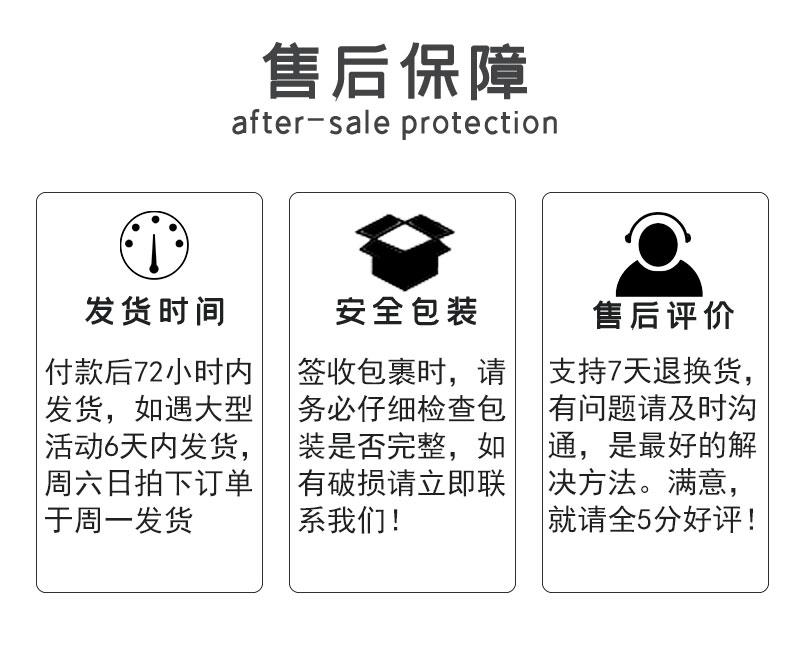 售后保障
after-sale protection
发货时间
付款后72小时内
发货，如遇大型
活动6天内发货，
周六日拍下订单
于周一发货
安全包装
签收包裹时，请
务必仔细检查包
装是否完整，如
有破损请立即联
系我们！
售后评价
支持7天退换货，
有问题请及时沟
通，是最好的解
决方法。满意，
就请全5分好评！